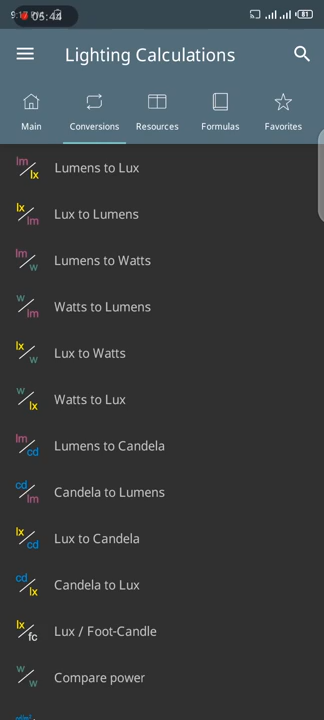 05:44
81
Lighting Calculations
Main
Conversions
Resources
Formulas
Favorites
lm
lx
Lumens to Lux
lx
lm
Lux to Lumens
lm
w
Lumens to Watts
w
lm
Watts to Lumens
lx
w
Lux to Watts
w
lx
Watts to Lux
lm
cd
Lumens to Candela
cd
lm
Candela to Lumens
lx
cd
Lux to Candela
cd
lx
Candela to Lux
lx
fc
Lux / Foot-Candle
w
w
Compare power